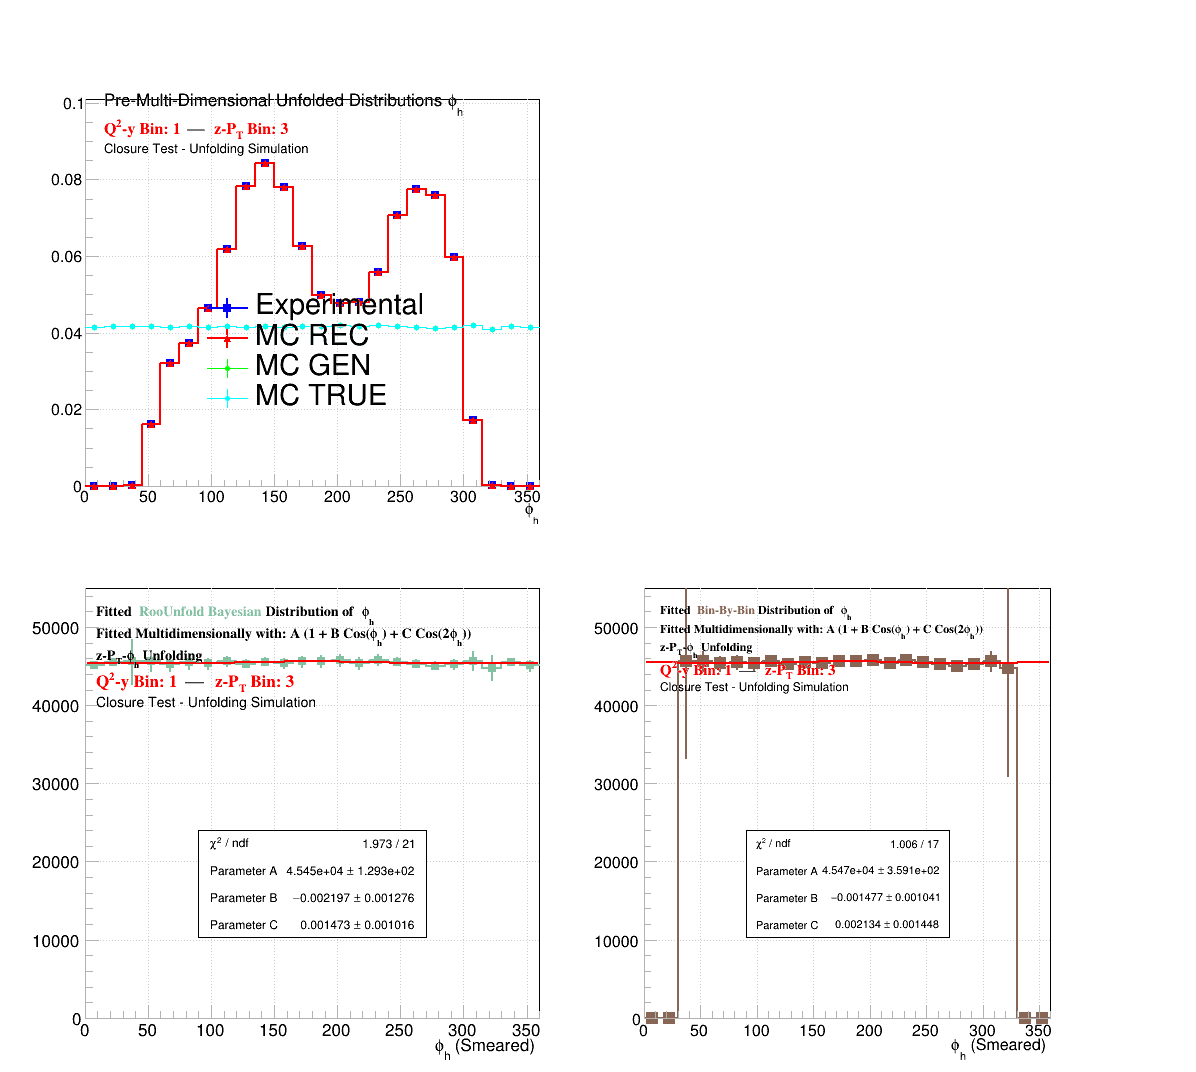 Pre-Multi-Dimensional Unfolded Distributions ϕh
Q2-y Bin: 1 — z-PT Bin: 3
Closure Test - Unfolding Simulation
0.1
0.08
0.06
0.04
0.02
0
Experimental
MC REC
MC GEN
MC TRUE
0 50 100 150 200 250 300 350
ϕh
Fitted RooUnfold Bayesian Distribution of ϕh
Fitted Multidimensionally with: A (1 + B Cos(ϕh) + C Cos(2ϕh))
z-PT-ϕh Unfolding
Q2-y Bin: 1 — z-PT Bin: 3
Closure Test - Unfolding Simulation
50000
40000
30000
20000
10000
0
χ2 / ndf 1.973 / 21
Parameter A 4.545e+04 ± 1.293e+02
Parameter B −0.002197 ± 0.001276
Parameter C 0.001473 ± 0.001016
0 50 100 150 200 250 300 350
ϕh (Smeared)
Fitted Bin-By-Bin Distribution of ϕh
Fitted Multidimensionally with: A (1 + B Cos(ϕh) + C Cos(2ϕh))
z-PT-ϕh Unfolding
Q2-y Bin: 1 — z-PT Bin: 3
Closure Test - Unfolding Simulation
50000
40000
30000
20000
10000
0
χ2 / ndf 1.006 / 17
Parameter A 4.547e+04 ± 3.591e+02
Parameter B −0.001477 ± 0.001041
Parameter C 0.002134 ± 0.001448
0 50 100 150 200 250 300 350
ϕh (Smeared)